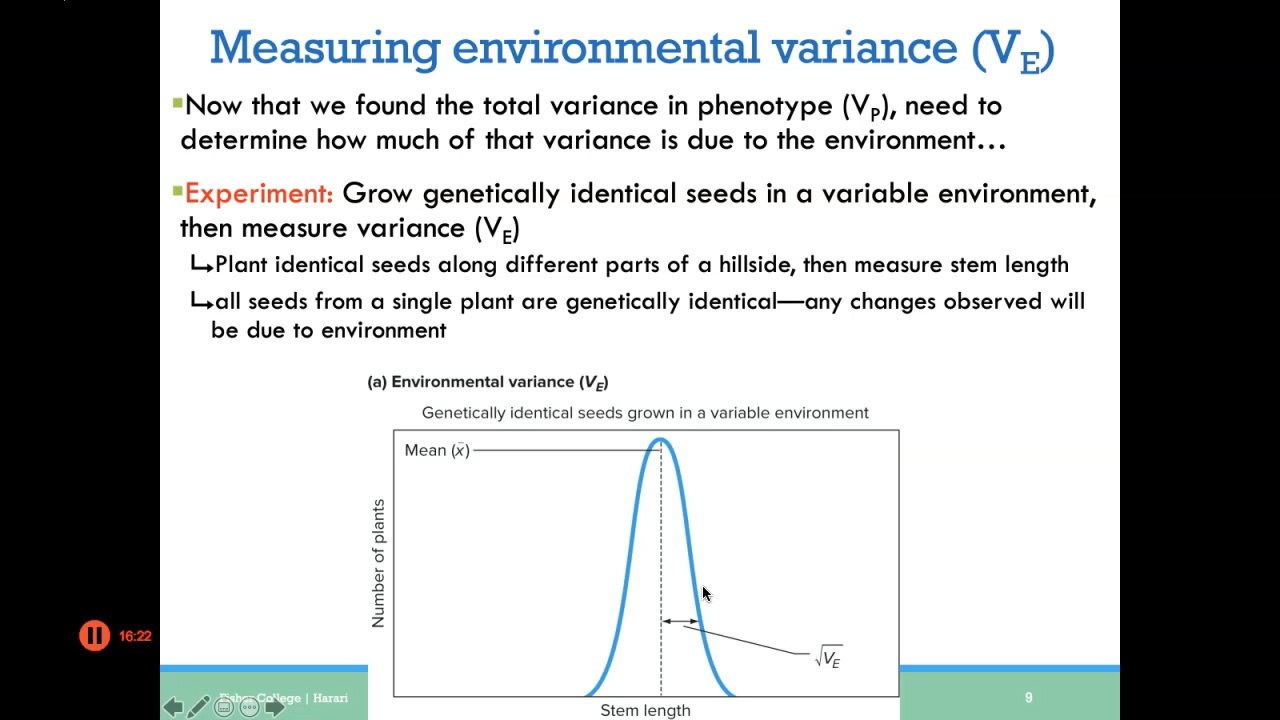 Measuring environmental variance (VE)
▪Now that we found the total variance in phenotype (VP), need to
determine how much of that variance is due to the environment…
▪Experiment: Grow genetically identical seeds in a variable environment,
then measure variance (VE)
↳Plant identical seeds along different parts of a hillside, then measure stem length
↳all seeds from a single plant are genetically identical—any changes observed will
be due to environment
(a) Environmental variance (VE)
Genetically identical seeds grown in a variable environment
Mean (x̄)
Number of plants
√VE
Stem length
16:22
Fisher College | Harari
9